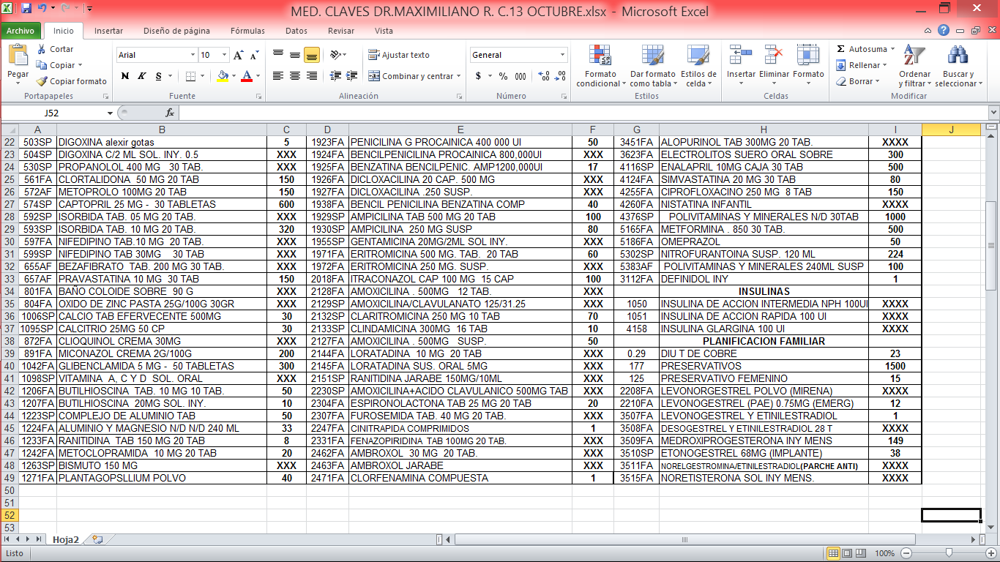 MED. CLAVES DR.MAXIMILIANO R. C.13 OCTUBRE.xlsx - Microsoft Excel
Archivo Inicio Insertar Diseño de página Fórmulas Datos Revisar Vista
Pegar Cortar Copiar Copiar formato
Arial 10 N K S
Ajustar texto Combinar y centrar
General $ % 000
Formato condicional Dar formato como tabla Estilos de celda
Insertar Eliminar Formato
Σ Autosuma Rellenar Borrar Ordenar y filtrar Buscar y seleccionar
Portapapeles Fuente Alineación Número Estilos Celdas Modificar
J52 fx
A B C D E F G H I J
22 503SP DIGOXINA alexir gotas 5 1923FA PENICILINA G PROCAINICA 400 000 UI 50 3451FA ALOPURINOL TAB 300MG 20 TAB. XXXX
23 504SP DIGOXINA C/2 ML SOL. INY. 0.5 XXX 1924FA BENCILPENICILINA PROCAINICA 800,000UI XXX 3623FA ELECTROLITOS SUERO ORAL SOBRE 300
24 530SP PROPANOLOL 400 MG 30 TAB. XXX 1925FA BENZATINA BENCILPENIC. AMP1200,000UI 17 4116SP ENALAPRIL 10MG CAJA 30 TAB 500
25 561FA CLORTALIDONA 50 MG 20 TAB 150 1926FA DICLOXACILINA 20 CAP. 500 MG XXX 4124FA SIMVASTATINA 20 MG 30 TAB 80
26 572AF METOPROLO 100MG 20 TAB 150 1927FA DICLOXACILINA .250 SUSP. XXX 4255FA CIPROFLOXACINO 250 MG 8 TAB 150
27 574SP CAPTOPRIL 25 MG - 30 TABLETAS 600 1938FA BENCIL PENICILINA BENZATINA COMP 40 4260FA NISTATINA INFANTIL XXXX
28 592SP ISORBIDA TAB. 05 MG 20 TAB. XXX 1929SP AMPICILINA TAB 500 MG 20 TAB 100 4376SP POLIVITAMINAS Y MINERALES N/D 30TAB 1000
29 593SP ISORBIDA TAB. 10 MG 20 TAB. 320 1930SP AMPICILINA 250 MG SUSP 80 5165FA METFORMINA . 850 30 TAB. 500
30 597FA NIFEDIPINO TAB.10 MG 20 TAB. XXX 1955SP GENTAMICINA 20MG/2ML SOL INY. XXX 5186FA OMEPRAZOL 50
31 599SP NIFEDIPINO TAB 30MG 30 TAB XXX 1971FA ERITROMICINA 500 MG. TAB. 20 TAB 60 5302SP NITROFURANTOINA SUSP. 120 ML 224
32 655AF BEZAFIBRATO TAB. 200 MG 30 TAB. XXX 1972FA ERITROMICINA 250 MG. SUSP. XXX 5383AF POLIVITAMINAS Y MINERALES 240ML SUSP 100
33 657AF PRAVASTATINA 10 MG 30 TAB 150 2018FA ITRACONAZOL CAP 100 MG 15 CAP 100 3112FA DEFINIDOL INY 1
34 801FA BAÑO COLOIDE SOBRE 90 G XXX 2128FA AMOXICILINA . 500MG 12 TAB. XXX INSULINAS
35 804FA OXIDO DE ZINC PASTA 25G/100G 30GR XXX 2129SP AMOXICILINA/CLAVULANATO 125/31.25 XXX 1050 INSULINA DE ACCION INTERMEDIA NPH 100UI XXXX
36 1006SP CALCIO TAB EFERVECENTE 500MG 30 2132SP CLARITROMICINA 250 MG 10 TAB 70 1051 INSULINA DE ACCION RAPIDA 100 UI XXXX
37 1095SP CALCITRIO 25MG 50 CP 30 2133SP CLINDAMICINA 300MG 16 TAB 10 4158 INSULINA GLARGINA 100 UI XXXX
38 872FA CLIOQUINOL CREMA 30MG XXX 2127FA AMOXICILINA . 500MG SUSP. 50 PLANIFICACION FAMILIAR
39 891FA MICONAZOL CREMA 2G/100G 200 2144FA LORATADINA 10 MG 20 TAB XXX 0.29 DIU T DE COBRE 23
40 1042FA GLIBENCLAMIDA 5 MG - 50 TABLETAS 300 2145FA LORATADINA SUS. ORAL 5MG XXX 177 PRESERVATIVOS 1500
41 1098SP VITAMINA A, C Y D SOL. ORAL XXX 2151SP RANITIDINA JARABE 150MG/10ML XXX 125 PRESERVATIVO FEMENINO 15
42 1206FA BUTILHIOSCINA TAB. 10 MG 10 TAB. 50 2230SP AMOXICILINA+ACIDO CLAVULANICO 500MG TAB XXX 2208FA LEVONORGESTREL POLVO (MIRENA) XXXX
43 1207FA BUTILHIOSCINA 20MG SOL. INY. 10 2304FA ESPIRONOLACTONA TAB 25 MG 20 TAB 20 2210FA LEVONOGESTREL (PAE) 0.75MG (EMERG) 12
44 1223SP COMPLEJO DE ALUMINIO TAB 50 2307FA FUROSEMIDA TAB. 40 MG 20 TAB. XXX 3507FA LEVONOGESTREL Y ETINILESTRADIOL 1
45 1224FA ALUMINIO Y MAGNESIO N/D N/D 240 ML 33 2247FA CINITRAPIDA COMPRIMIDOS 1 3508FA DESOGESTREL Y ETINILESTRADIOL 28 T XXXX
46 1233FA RANITIDINA TAB 150 MG 20 TAB 8 2331FA FENAZOPIRIDINA TAB 100MG 20 TAB. XXX 3509FA MEDROXIPROGESTERONA INY MENS 149
47 1242FA METOCLOPRAMIDA 10 MG 20 TAB 20 2462FA AMBROXOL 30 MG 20 TAB. XXX 3510SP ETONOGESTREL 68MG (IMPLANTE) 38
48 1263SP BISMUTO 150 MG XXX 2463FA AMBROXOL JARABE XXX 3511FA NORELGESTROMINA/ETINILESTRADIOL(PARCHE ANTI) XXXX
49 1271FA PLANTAGOPSLLIUM POLVO 40 2471FA CLORFENAMINA COMPUESTA 1 3515FA NORETISTERONA SOL INY MENS. XXXX
50
51
52
53
Hoja2
Listo 100%